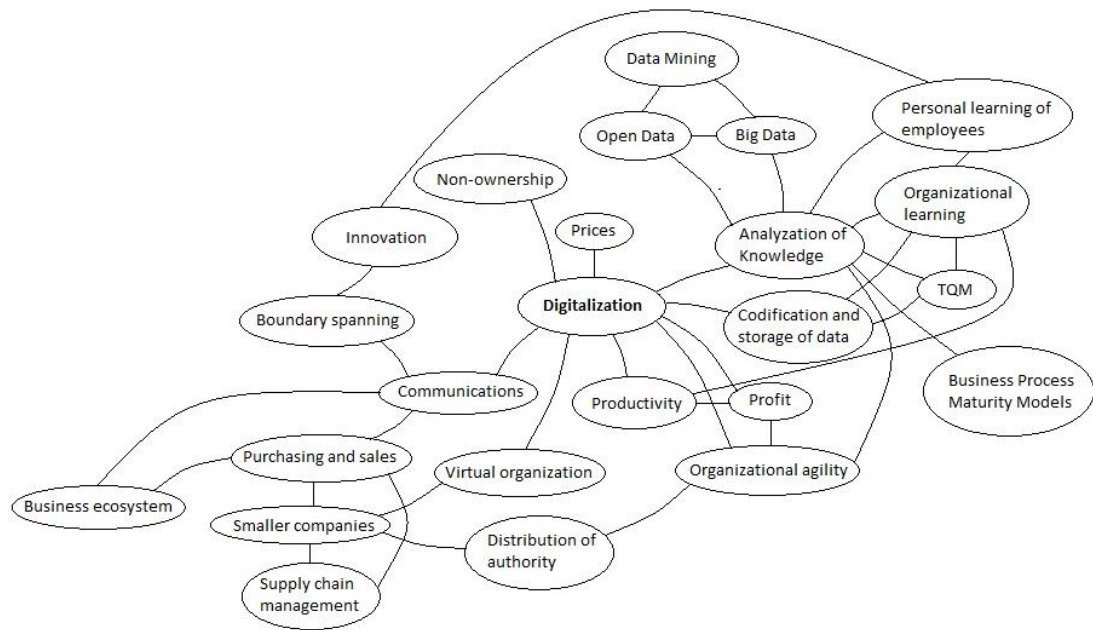 Data Mining
Personal learning of
employees
Open Data
Big Data
Non-ownership
Organizational
learning
Innovation
Prices
Analyzation of
Knowledge
TQM
Digitalization
Boundary spanning
Codification and
storage of data
Communications
Productivity
Profit
Business Process
Maturity Models
Purchasing and sales
Virtual organization
Organizational agility
Business ecosystem
Smaller companies
Distribution of
authority
Supply chain
management